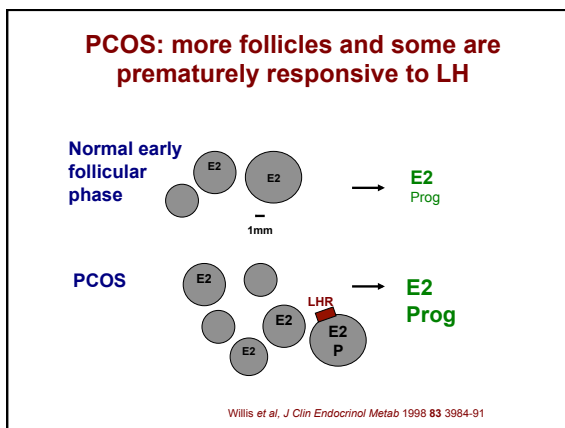 PCOS: more follicles and some are
prematurely responsive to LH
Normal early
follicular
phase
E2
E2
E2
Prog
1mm
PCOS
E2
E2
E2
LHR
E2
P
E2
Prog
Willis et al, J Clin Endocrinol Metab 1998 83 3984-91